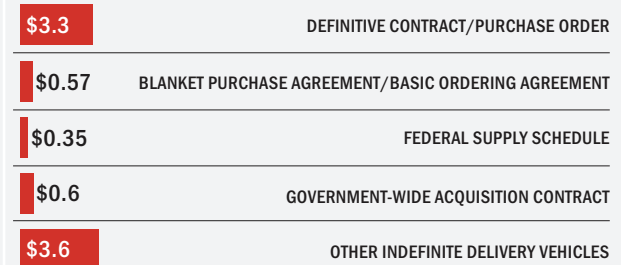 $3.3 DEFINITIVE CONTRACT/PURCHASE ORDER
$0.57 BLANKET PURCHASE AGREEMENT/BASIC ORDERING AGREEMENT
$0.35 FEDERAL SUPPLY SCHEDULE
$0.6 GOVERNMENT-WIDE ACQUISITION CONTRACT
$3.6 OTHER INDEFINITE DELIVERY VEHICLES